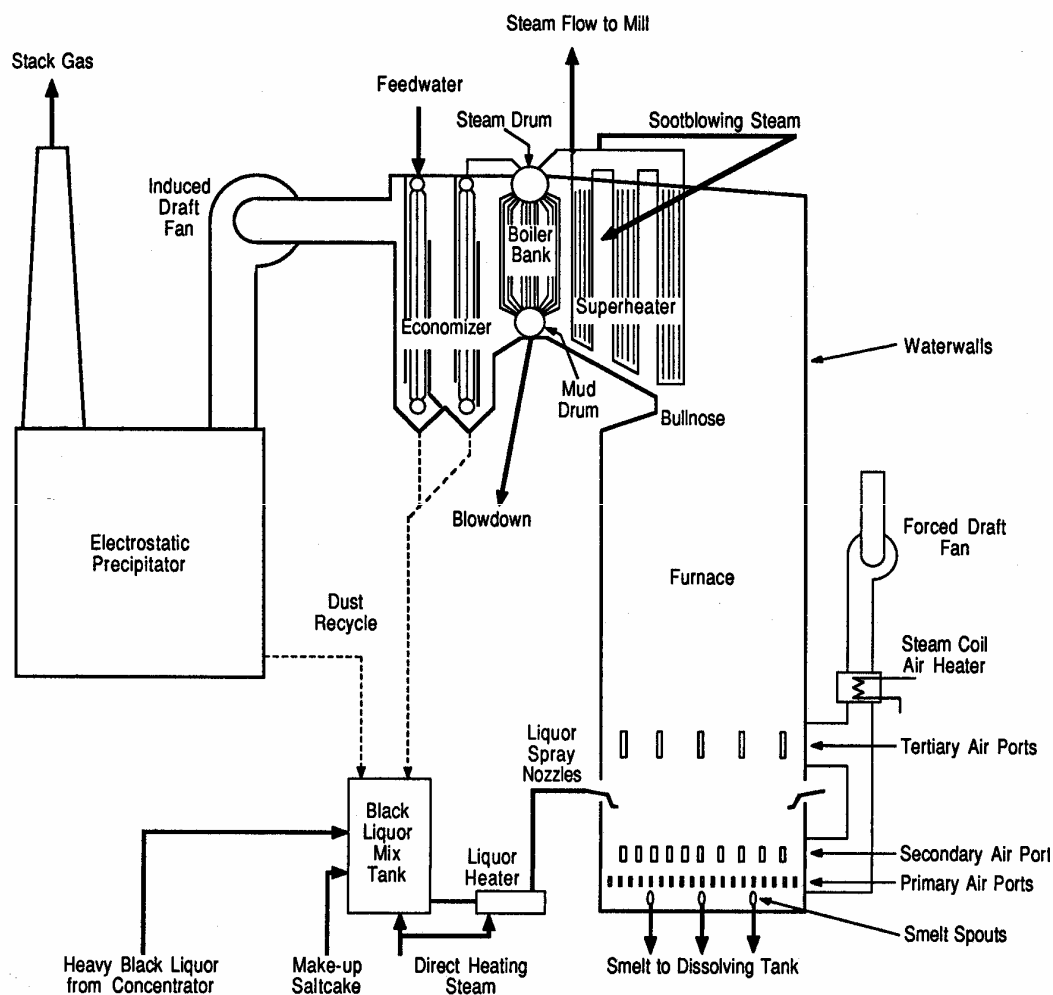 Steam Flow to Mill
Stack Gas
Feedwater
Steam Drum
Sootblowing Steam
Induced
Draft
Fan
Boiler
Bank
Superheater
Economizer
Waterwalls
Mud
Drum
Bullnose
Blowdown
Forced Draft
Fan
Electrostatic
Precipitator
Furnace
Dust
Recycle
Steam Coil
Air Heater
Liquor
Spray
Nozzles
Tertiary Air Ports
Black
Liquor
Mix
Tank
Liquor
Heater
Secondary Air Port
Primary Air Ports
Smelt Spouts
Heavy Black Liquor
from Concentrator
Make-up
Saltcake
Direct Heating
Steam
Smelt to Dissolving Tank